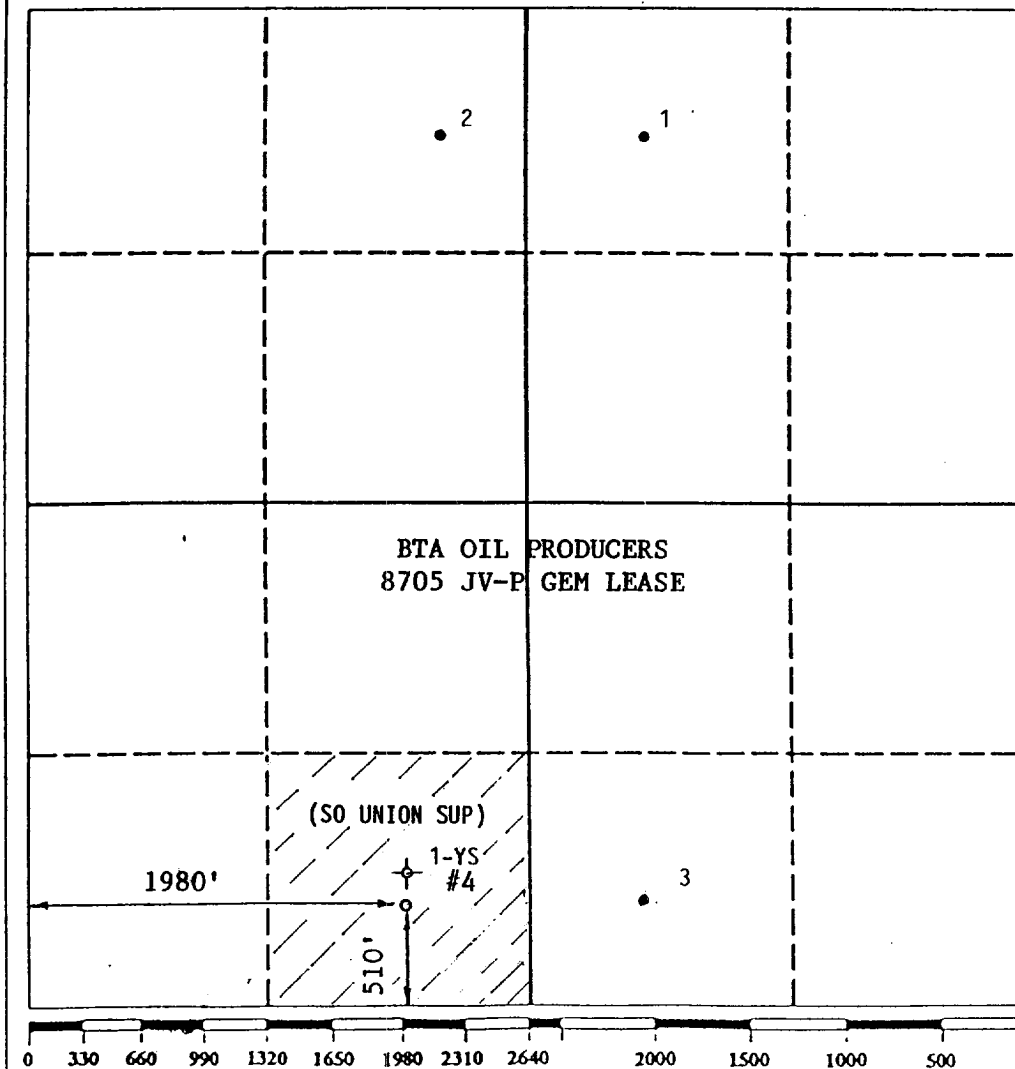 2 1
BTA OIL PRODUCERS
8705 JV-P GEM LEASE
(SO UNION SUP)
1-YS
#4
1980'
3
510'
0 330 660 990 1320 1650 1980 2310 2640 2000 1500 1000 500